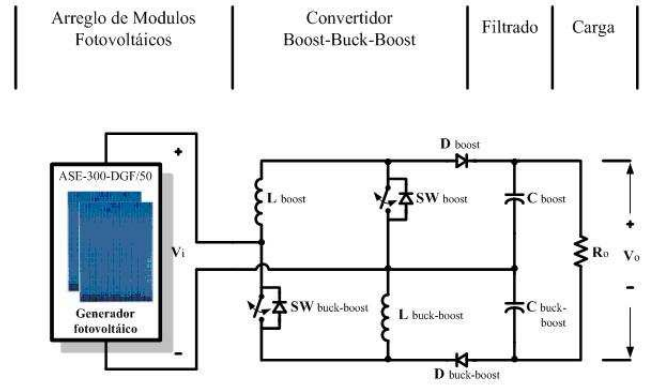 Arreglo de Modulos
Fotovoltáicos
Convertidor
Boost-Buck-Boost
Filtrado
Carga
ASE-300-DGF/50
Generador
fotovoltáico
+
Vi
-
L boost
SW buck-boost
D boost
SW boost
L buck-boost
D buck-boost
C boost
C buck-
boost
Ro
+
Vo
-